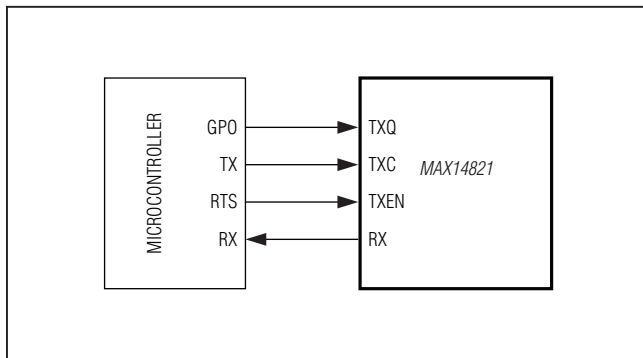 MICROCONTROLLER
GPO
TX
RTS
RX
TXQ
TXC
TXEN
RX
MAX14821